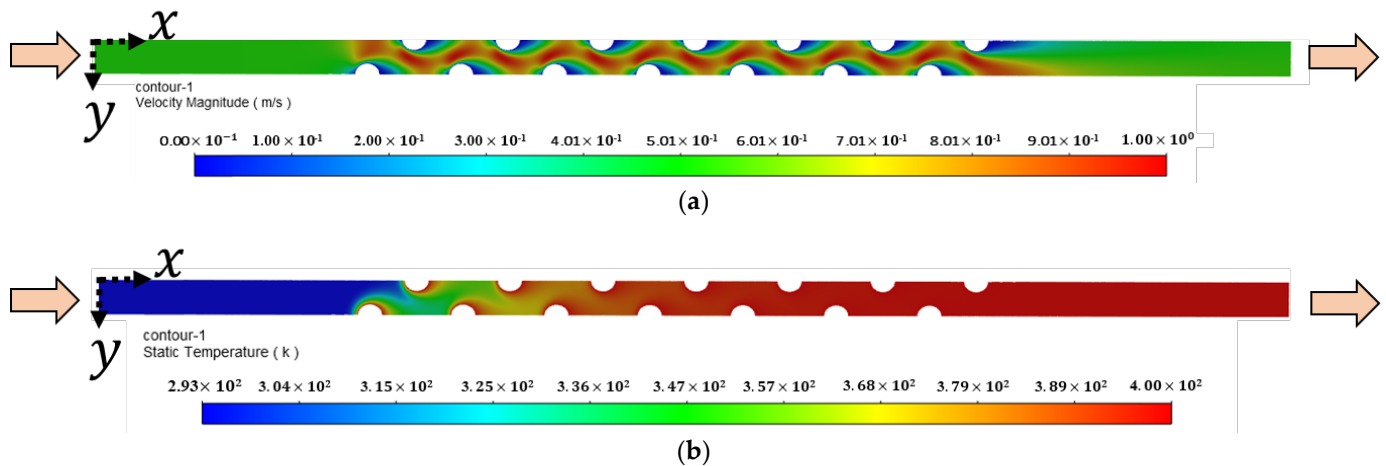 x
y
contour-1
Velocity Magnitude ( m/s )
0.00 × 10⁻¹ 1.00 × 10⁻¹ 2.00 × 10⁻¹ 3.00 × 10⁻¹ 4.01 × 10⁻¹ 5.01 × 10⁻¹ 6.01 × 10⁻¹ 7.01 × 10⁻¹ 8.01 × 10⁻¹ 9.01 × 10⁻¹ 1.00 × 10⁰
(a)
x
y
contour-1
Static Temperature ( k )
2.93 × 10² 3.04 × 10² 3.15 × 10² 3.25 × 10² 3.36 × 10² 3.47 × 10² 3.57 × 10² 3.68 × 10² 3.79 × 10² 3.89 × 10² 4.00 × 10²
(b)